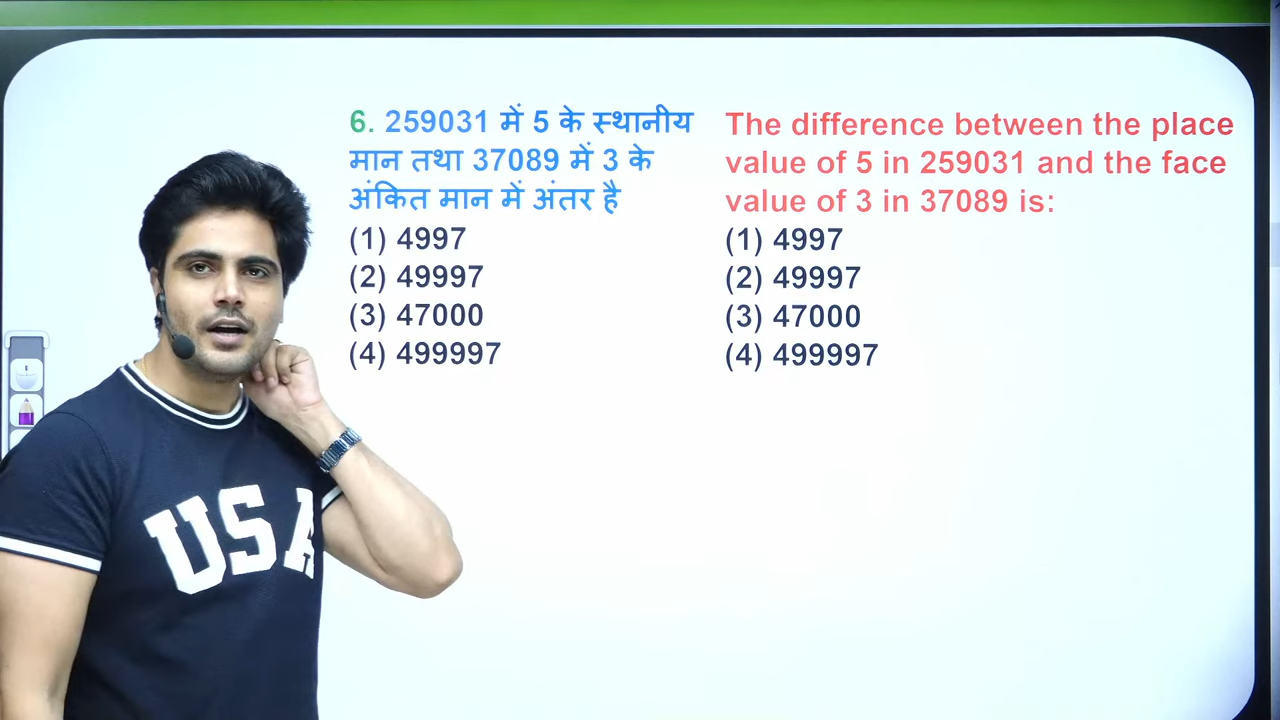 6. 259031 में 5 के स्थानीय
मान तथा 37089 में 3 के
अंकित मान में अंतर है
(1) 4997
(2) 49997
(3) 47000
(4) 499997
The difference between the place
value of 5 in 259031 and the face
value of 3 in 37089 is:
(1) 4997
(2) 49997
(3) 47000
(4) 499997
USA